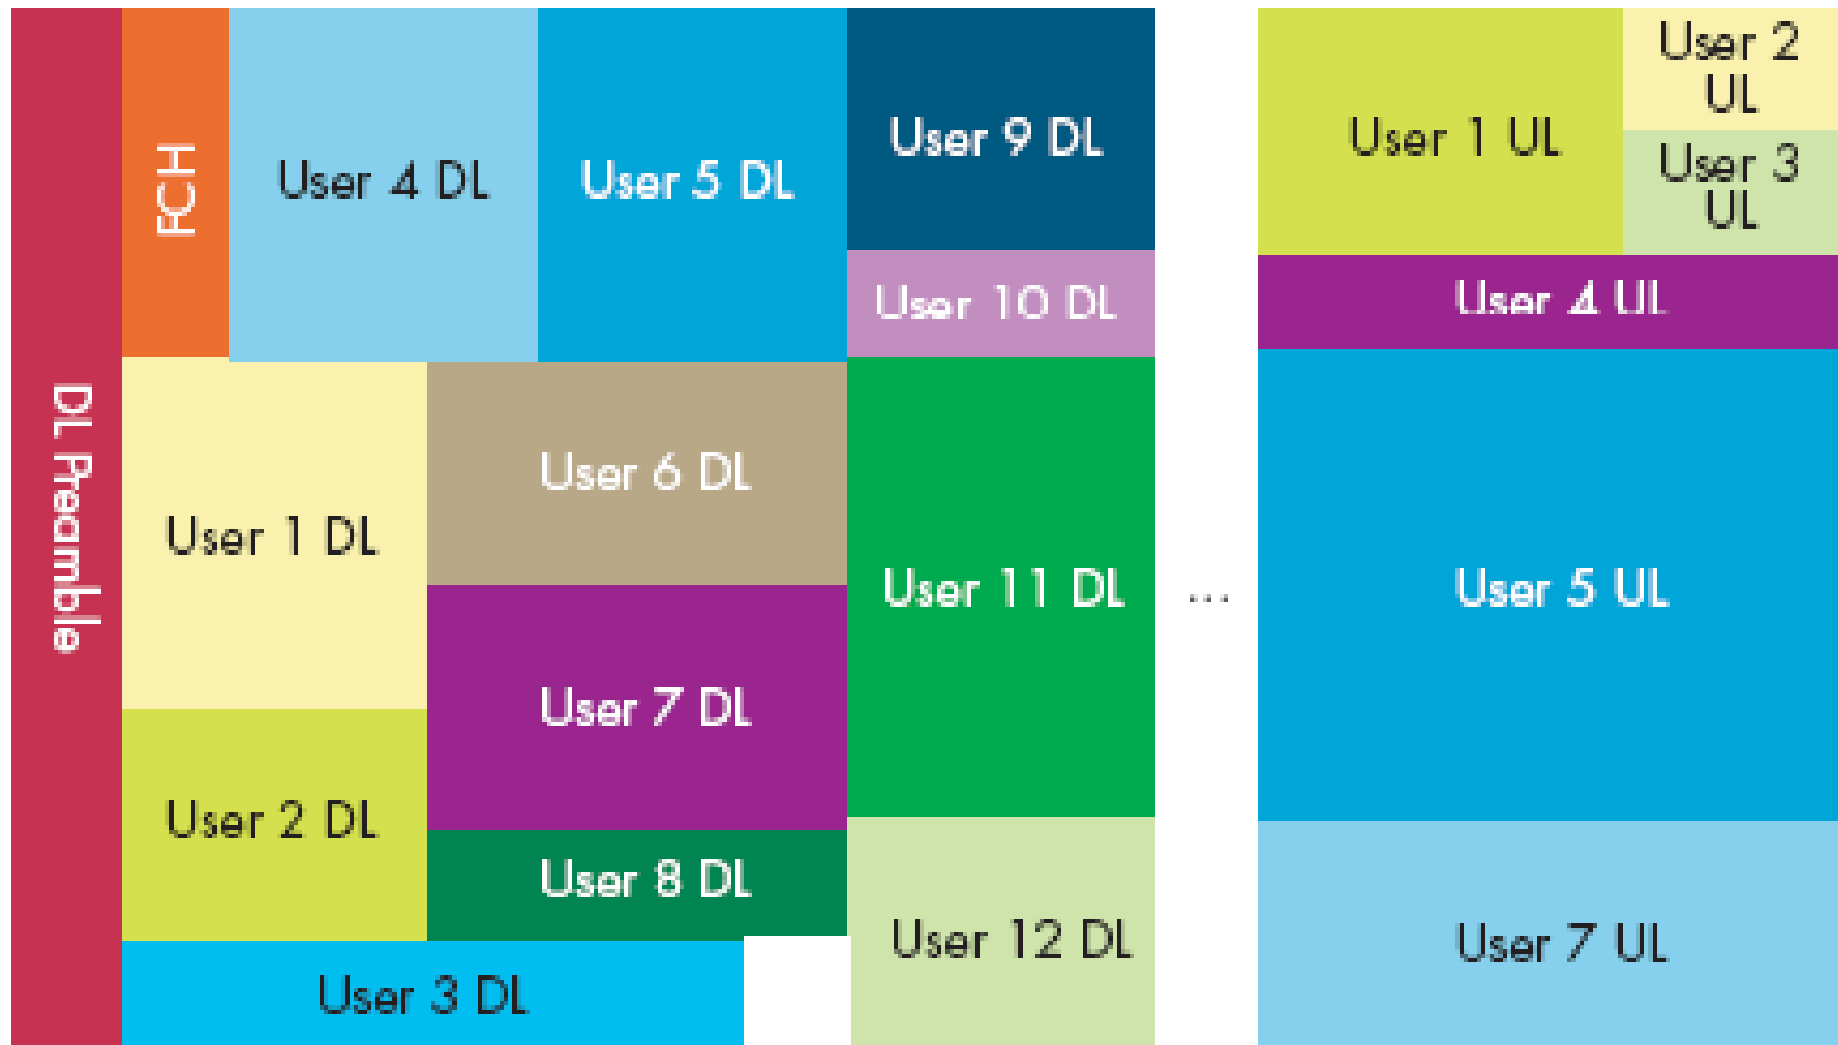 DL Preamble
FCH
User 4 DL
User 5 DL
User 1 DL
User 6 DL
User 7 DL
User 2 DL
User 8 DL
User 3 DL
User 9 DL
User 10 DL
User 11 DL
User 12 DL
...
User 1 UL
User 2
UL
User 3
UL
User 4 UL
User 5 UL
User 7 UL